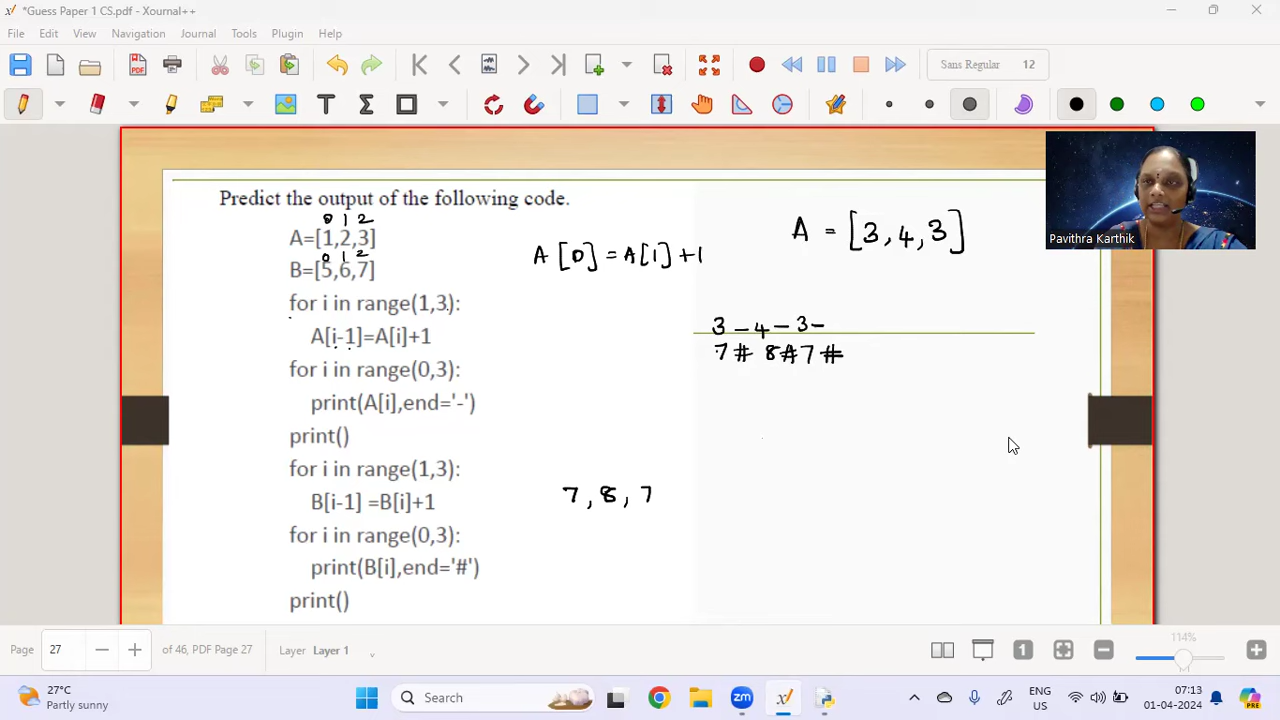 *Guess Paper 1 CS.pdf - Xournal++
File Edit View Navigation Journal Tools Plugin Help
Sans Regular 12
Predict the output of the following code.
0 1 2
A=[1,2,3]
0 1 2
B=[5,6,7]
for i in range(1,3):
A[i-1]=A[i]+1
for i in range(0,3):
print(A[i],end='-')
print()
for i in range(1,3):
B[i-1] =B[i]+1
for i in range(0,3):
print(B[i],end='#')
print()
A[0]=A[1]+1
7, 8, 7
A = [3,4,3]
3-4-3-
7#8#7#
Pavithra Karthik
Page 27 of 46, PDF Page 27 Layer Layer 1
114%
27°C
Partly sunny
Search
ENG
UK
07:13
01-04-2024
PRE